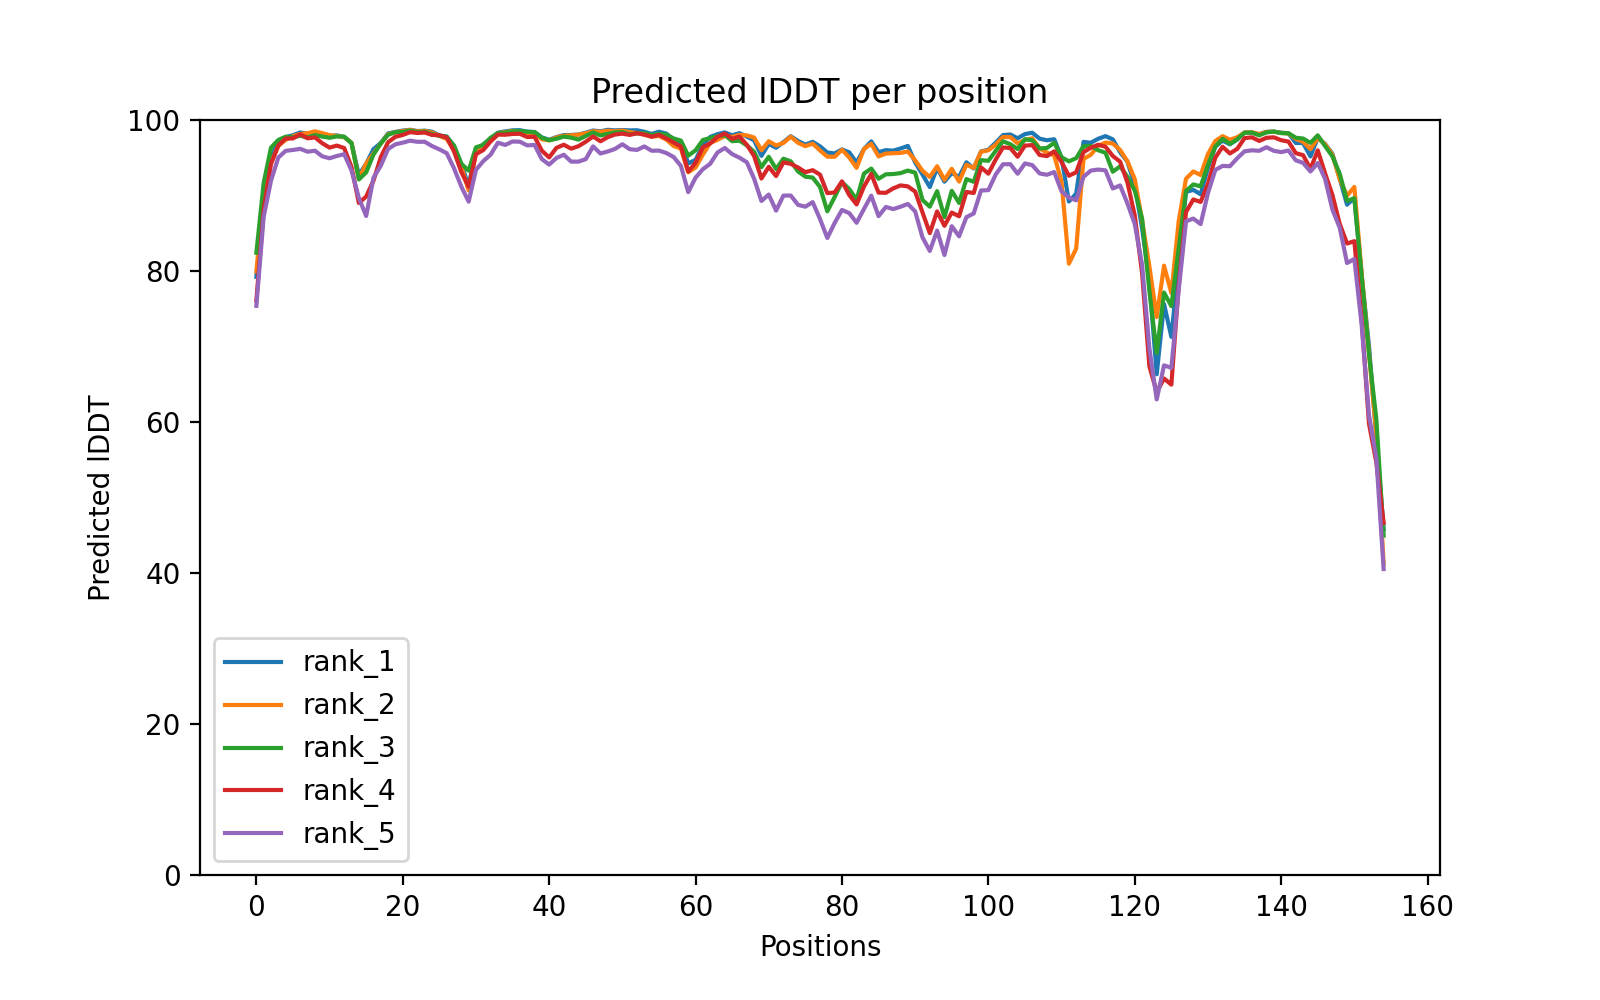 Predicted lDDT per position
100
80
60
40
20
0
Predicted lDDT
rank_1
rank_2
rank_3
rank_4
rank_5
0 20 40 60 80 100 120 140 160
Positions